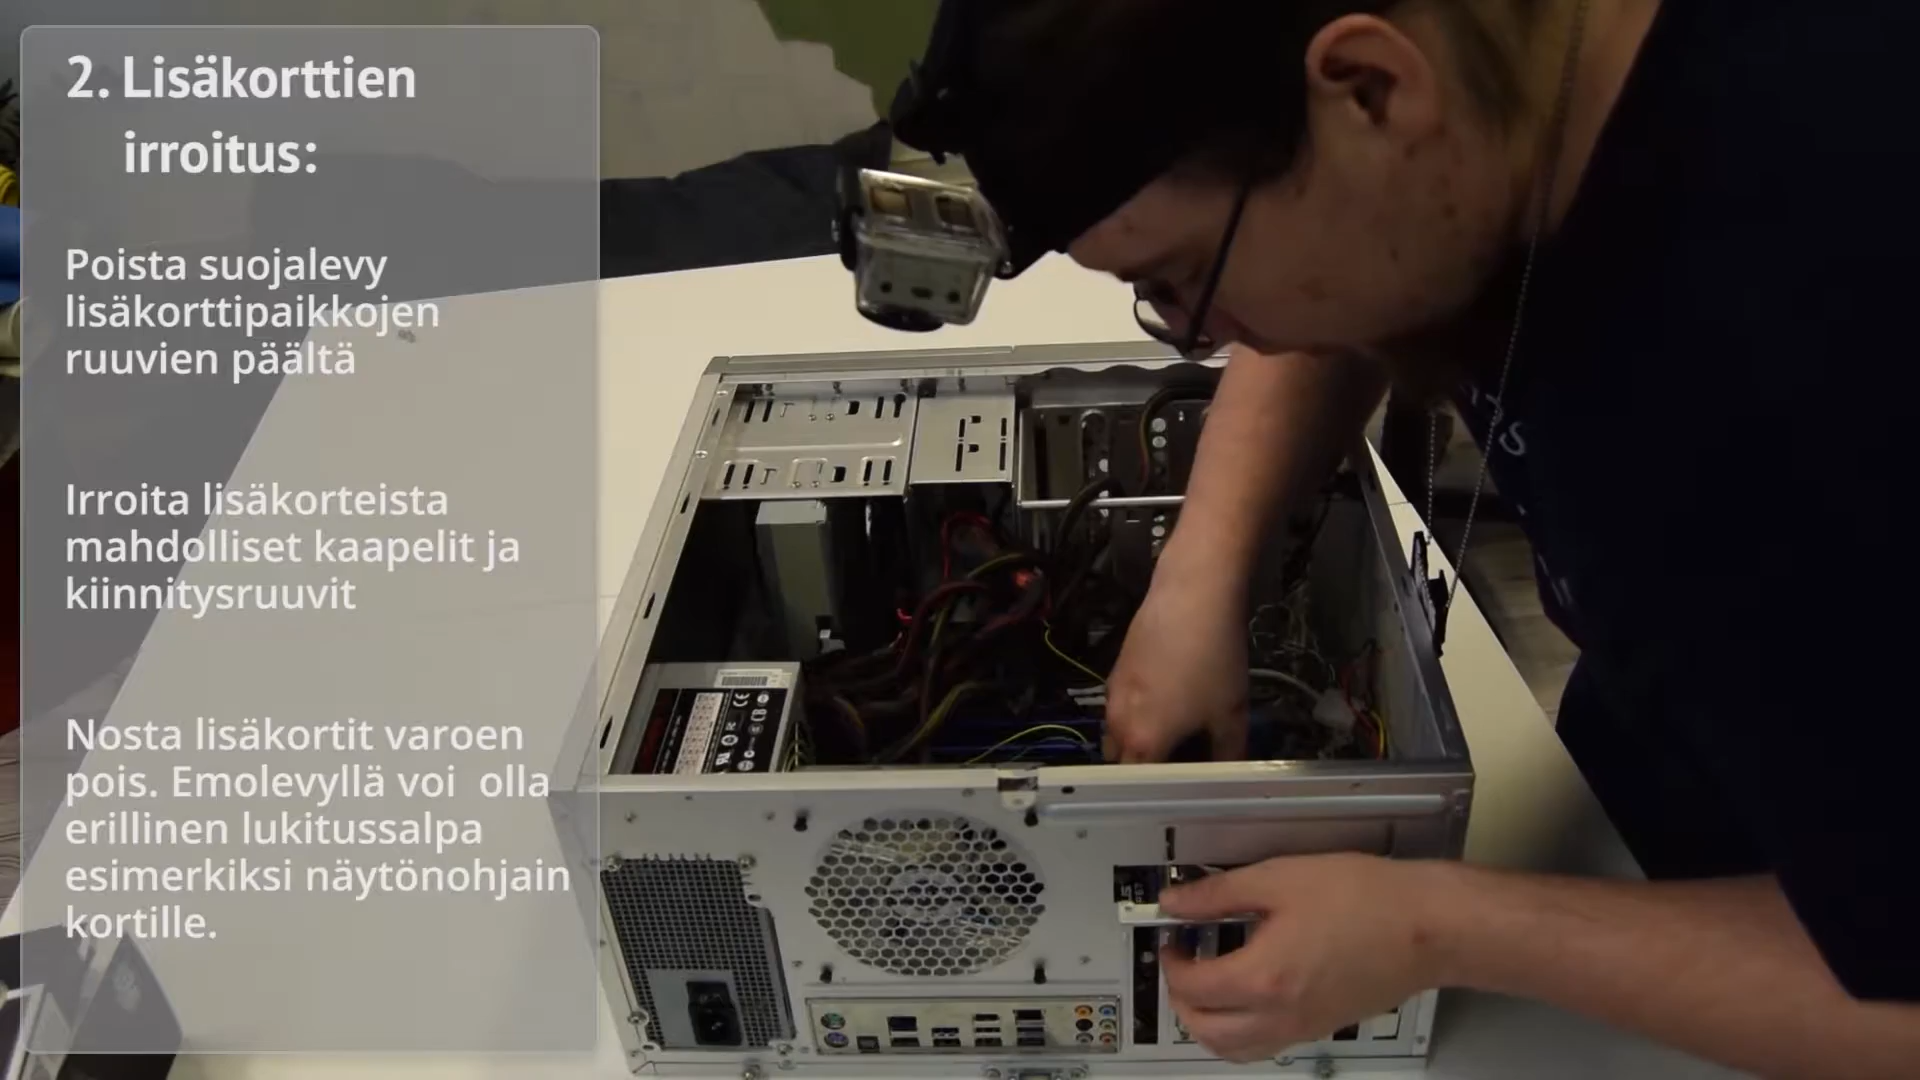 2. Lisäkorttien
irroitus:
Poista suojalevy
lisäkorttipaikkojen
ruuvien päältä
Irroita lisäkorteista
mahdolliset kaapelit ja
kiinnitysruuvit
Nosta lisäkortit varoen
pois. Emolevyllä voi olla
erillinen lukitussalpa
esimerkiksi näytönohjain
kortille.